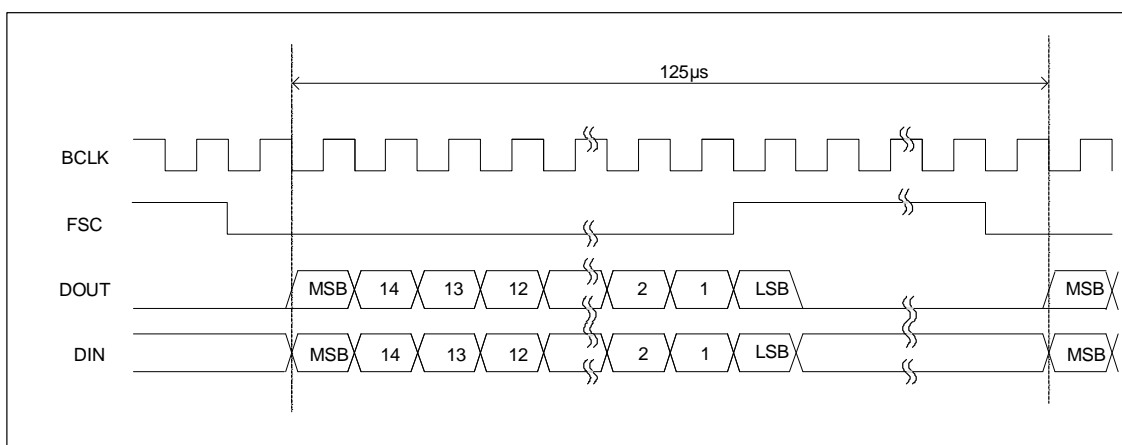 125µs
BCLK
FSC
DOUT MSB 14 13 12 2 1 LSB MSB
DIN MSB 14 13 12 2 1 LSB MSB